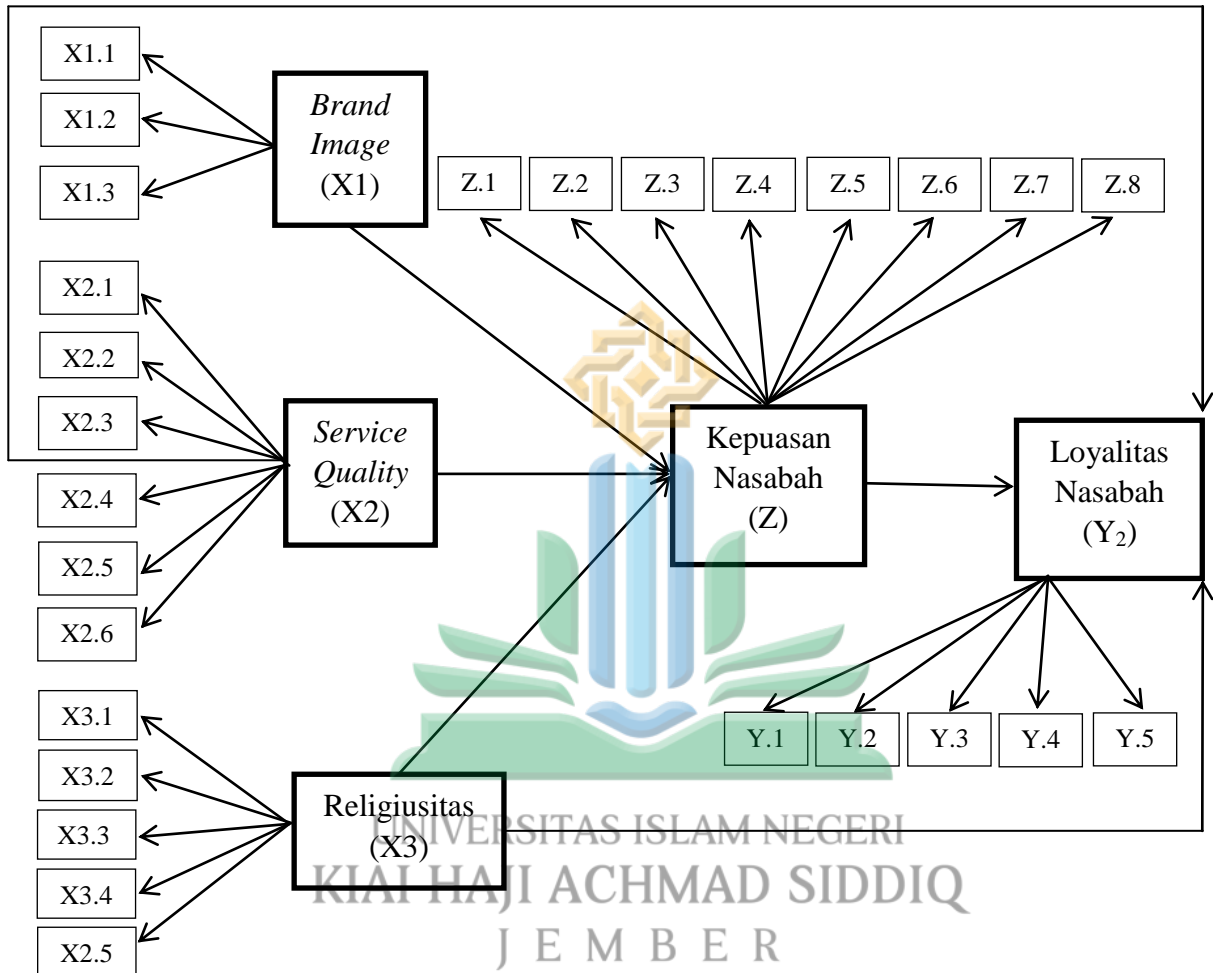 X1.1
X1.2
X1.3
Brand
Image
(X1)
Z.1
Z.2
Z.3
Z.4
Z.5
Z.6
Z.7
Z.8
X2.1
X2.2
X2.3
X2.4
X2.5
X2.6
Service
Quality
(X2)
Kepuasan
Nasabah
(Z)
Loyalitas
Nasabah
(Y₂)
Y.1
Y.2
Y.3
Y.4
Y.5
X3.1
X3.2
X3.3
X3.4
X2.5
Religiusitas
(X3)
UNIVERSITAS ISLAM NEGERI
KIAI HAJI ACHMAD SIDDIQ
JEMBER